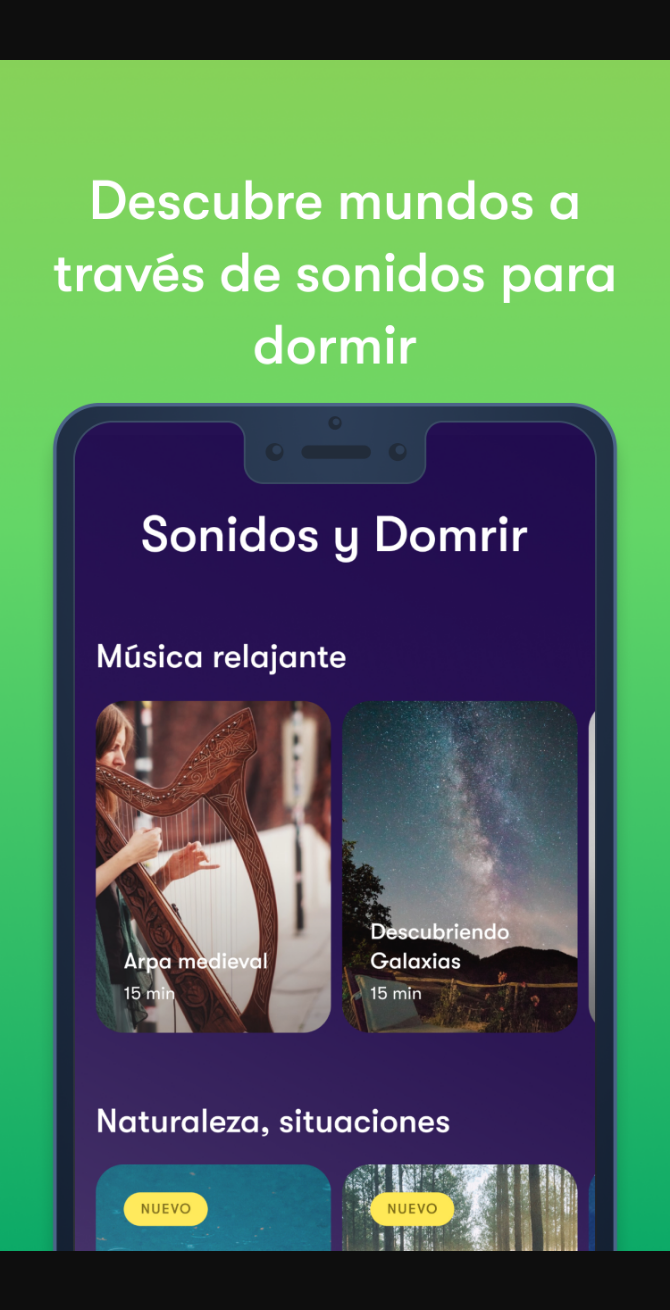 Descubre mundos a
través de sonidos para
dormir
Sonidos y Domrir
Música relajante
Arpa medieval
15 min
Descubriendo
Galaxias
15 min
Naturaleza, situaciones
NUEVO
NUEVO